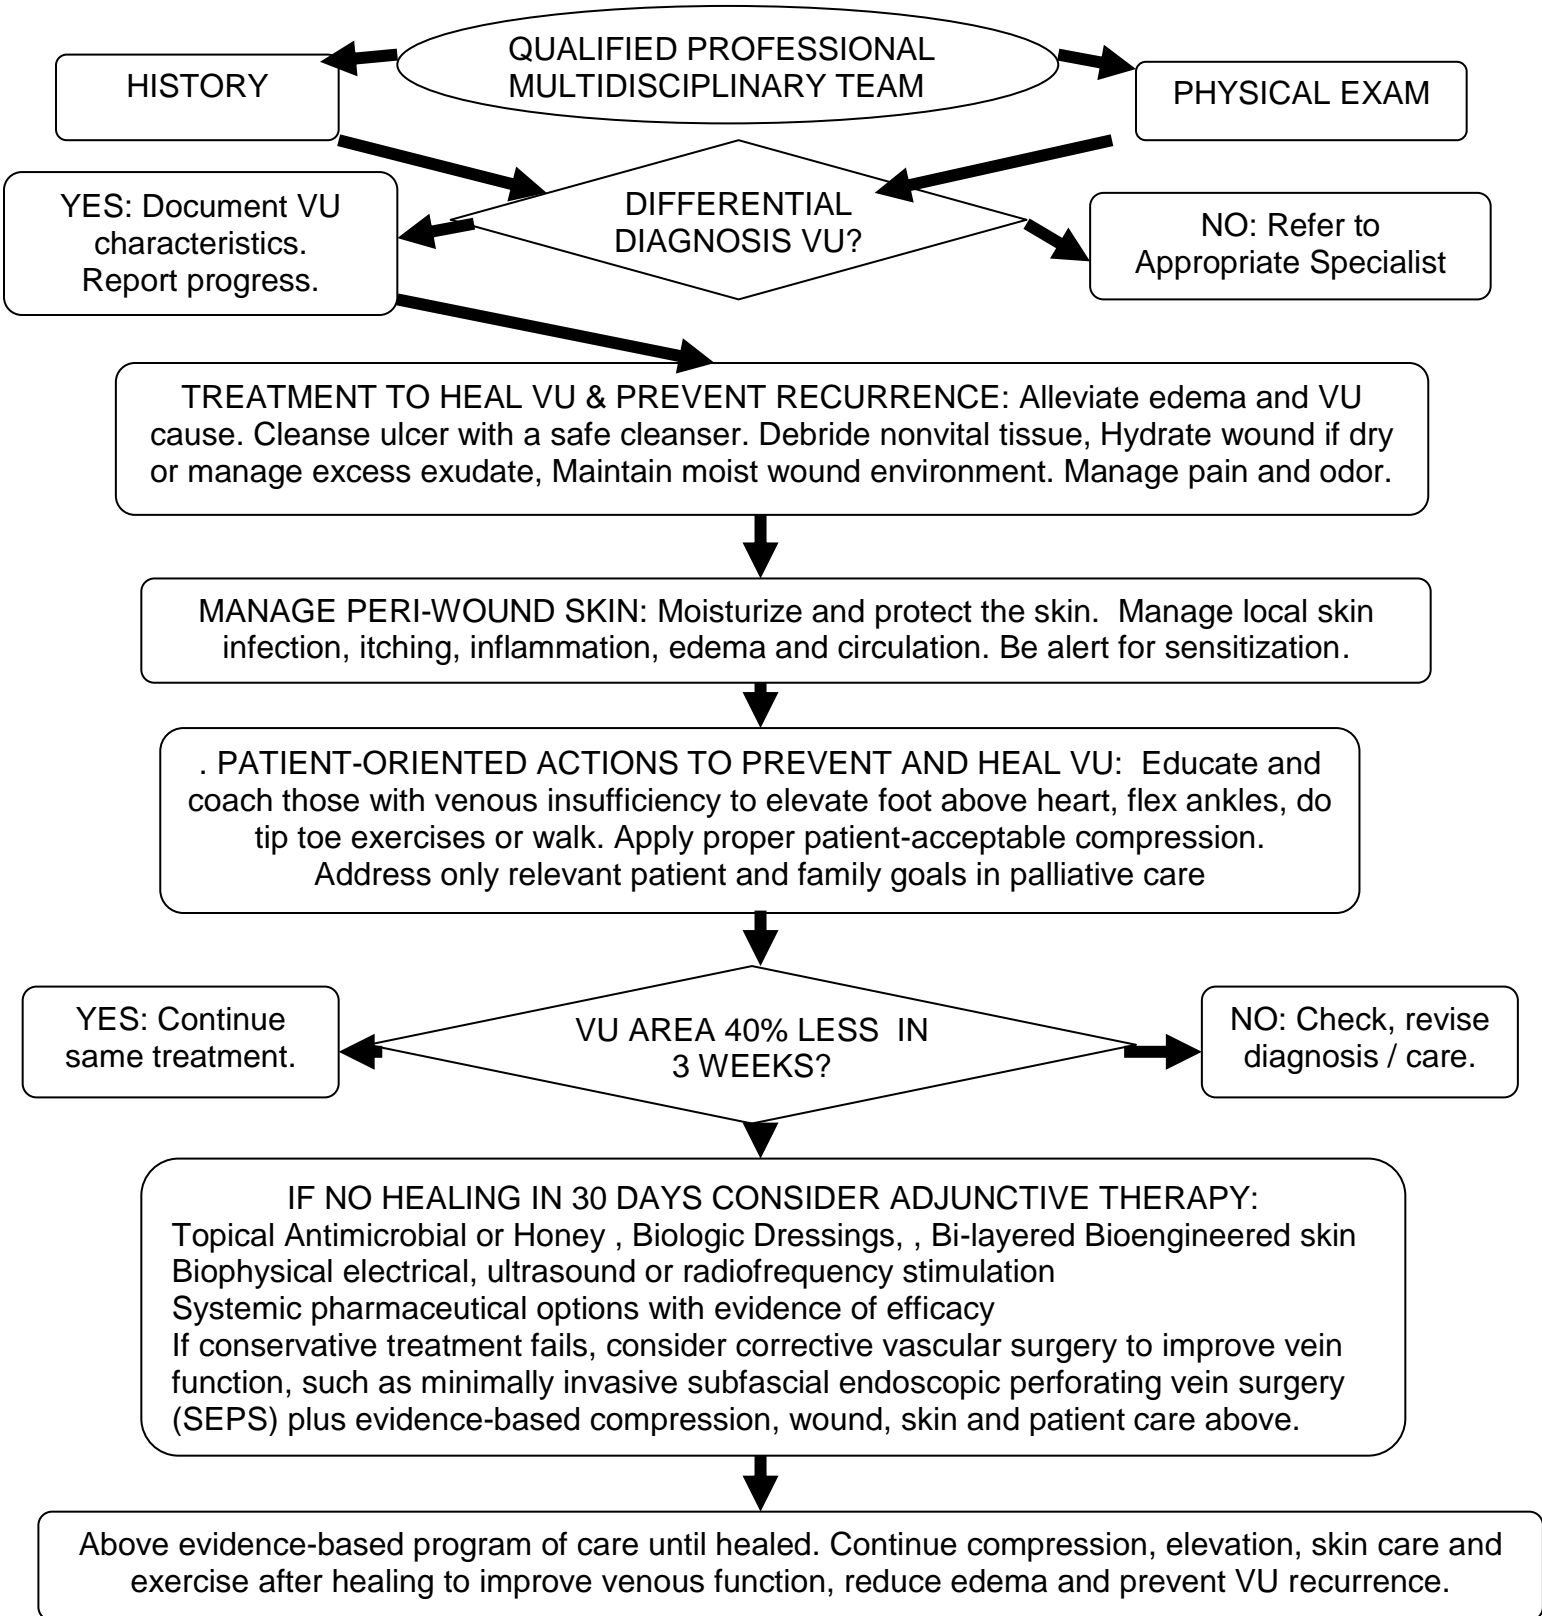 QUALIFIED PROFESSIONAL
MULTIDISCIPLINARY TEAM
HISTORY
PHYSICAL EXAM
DIFFERENTIAL
DIAGNOSIS VU?
YES: Document VU
characteristics.
Report progress.
NO: Refer to
Appropriate Specialist
TREATMENT TO HEAL VU & PREVENT RECURRENCE: Alleviate edema and VU
cause. Cleanse ulcer with a safe cleanser. Debride nonvital tissue, Hydrate wound if dry
or manage excess exudate, Maintain moist wound environment. Manage pain and odor.
MANAGE PERI-WOUND SKIN: Moisturize and protect the skin.  Manage local skin
infection, itching, inflammation, edema and circulation. Be alert for sensitization.
. PATIENT-ORIENTED ACTIONS TO PREVENT AND HEAL VU:  Educate and
coach those with venous insufficiency to elevate foot above heart, flex ankles, do
tip toe exercises or walk. Apply proper patient-acceptable compression.
Address only relevant patient and family goals in palliative care
VU AREA 40% LESS  IN
3 WEEKS?
YES: Continue
same treatment.
NO: Check, revise
diagnosis / care.
IF NO HEALING IN 30 DAYS CONSIDER ADJUNCTIVE THERAPY:
Topical Antimicrobial or Honey , Biologic Dressings, , Bi-layered Bioengineered skin
Biophysical electrical, ultrasound or radiofrequency stimulation
Systemic pharmaceutical options with evidence of efficacy
If conservative treatment fails, consider corrective vascular surgery to improve vein
function, such as minimally invasive subfascial endoscopic perforating vein surgery
(SEPS) plus evidence-based compression, wound, skin and patient care above.
Above evidence-based program of care until healed. Continue compression, elevation, skin care and
exercise after healing to improve venous function, reduce edema and prevent VU recurrence.